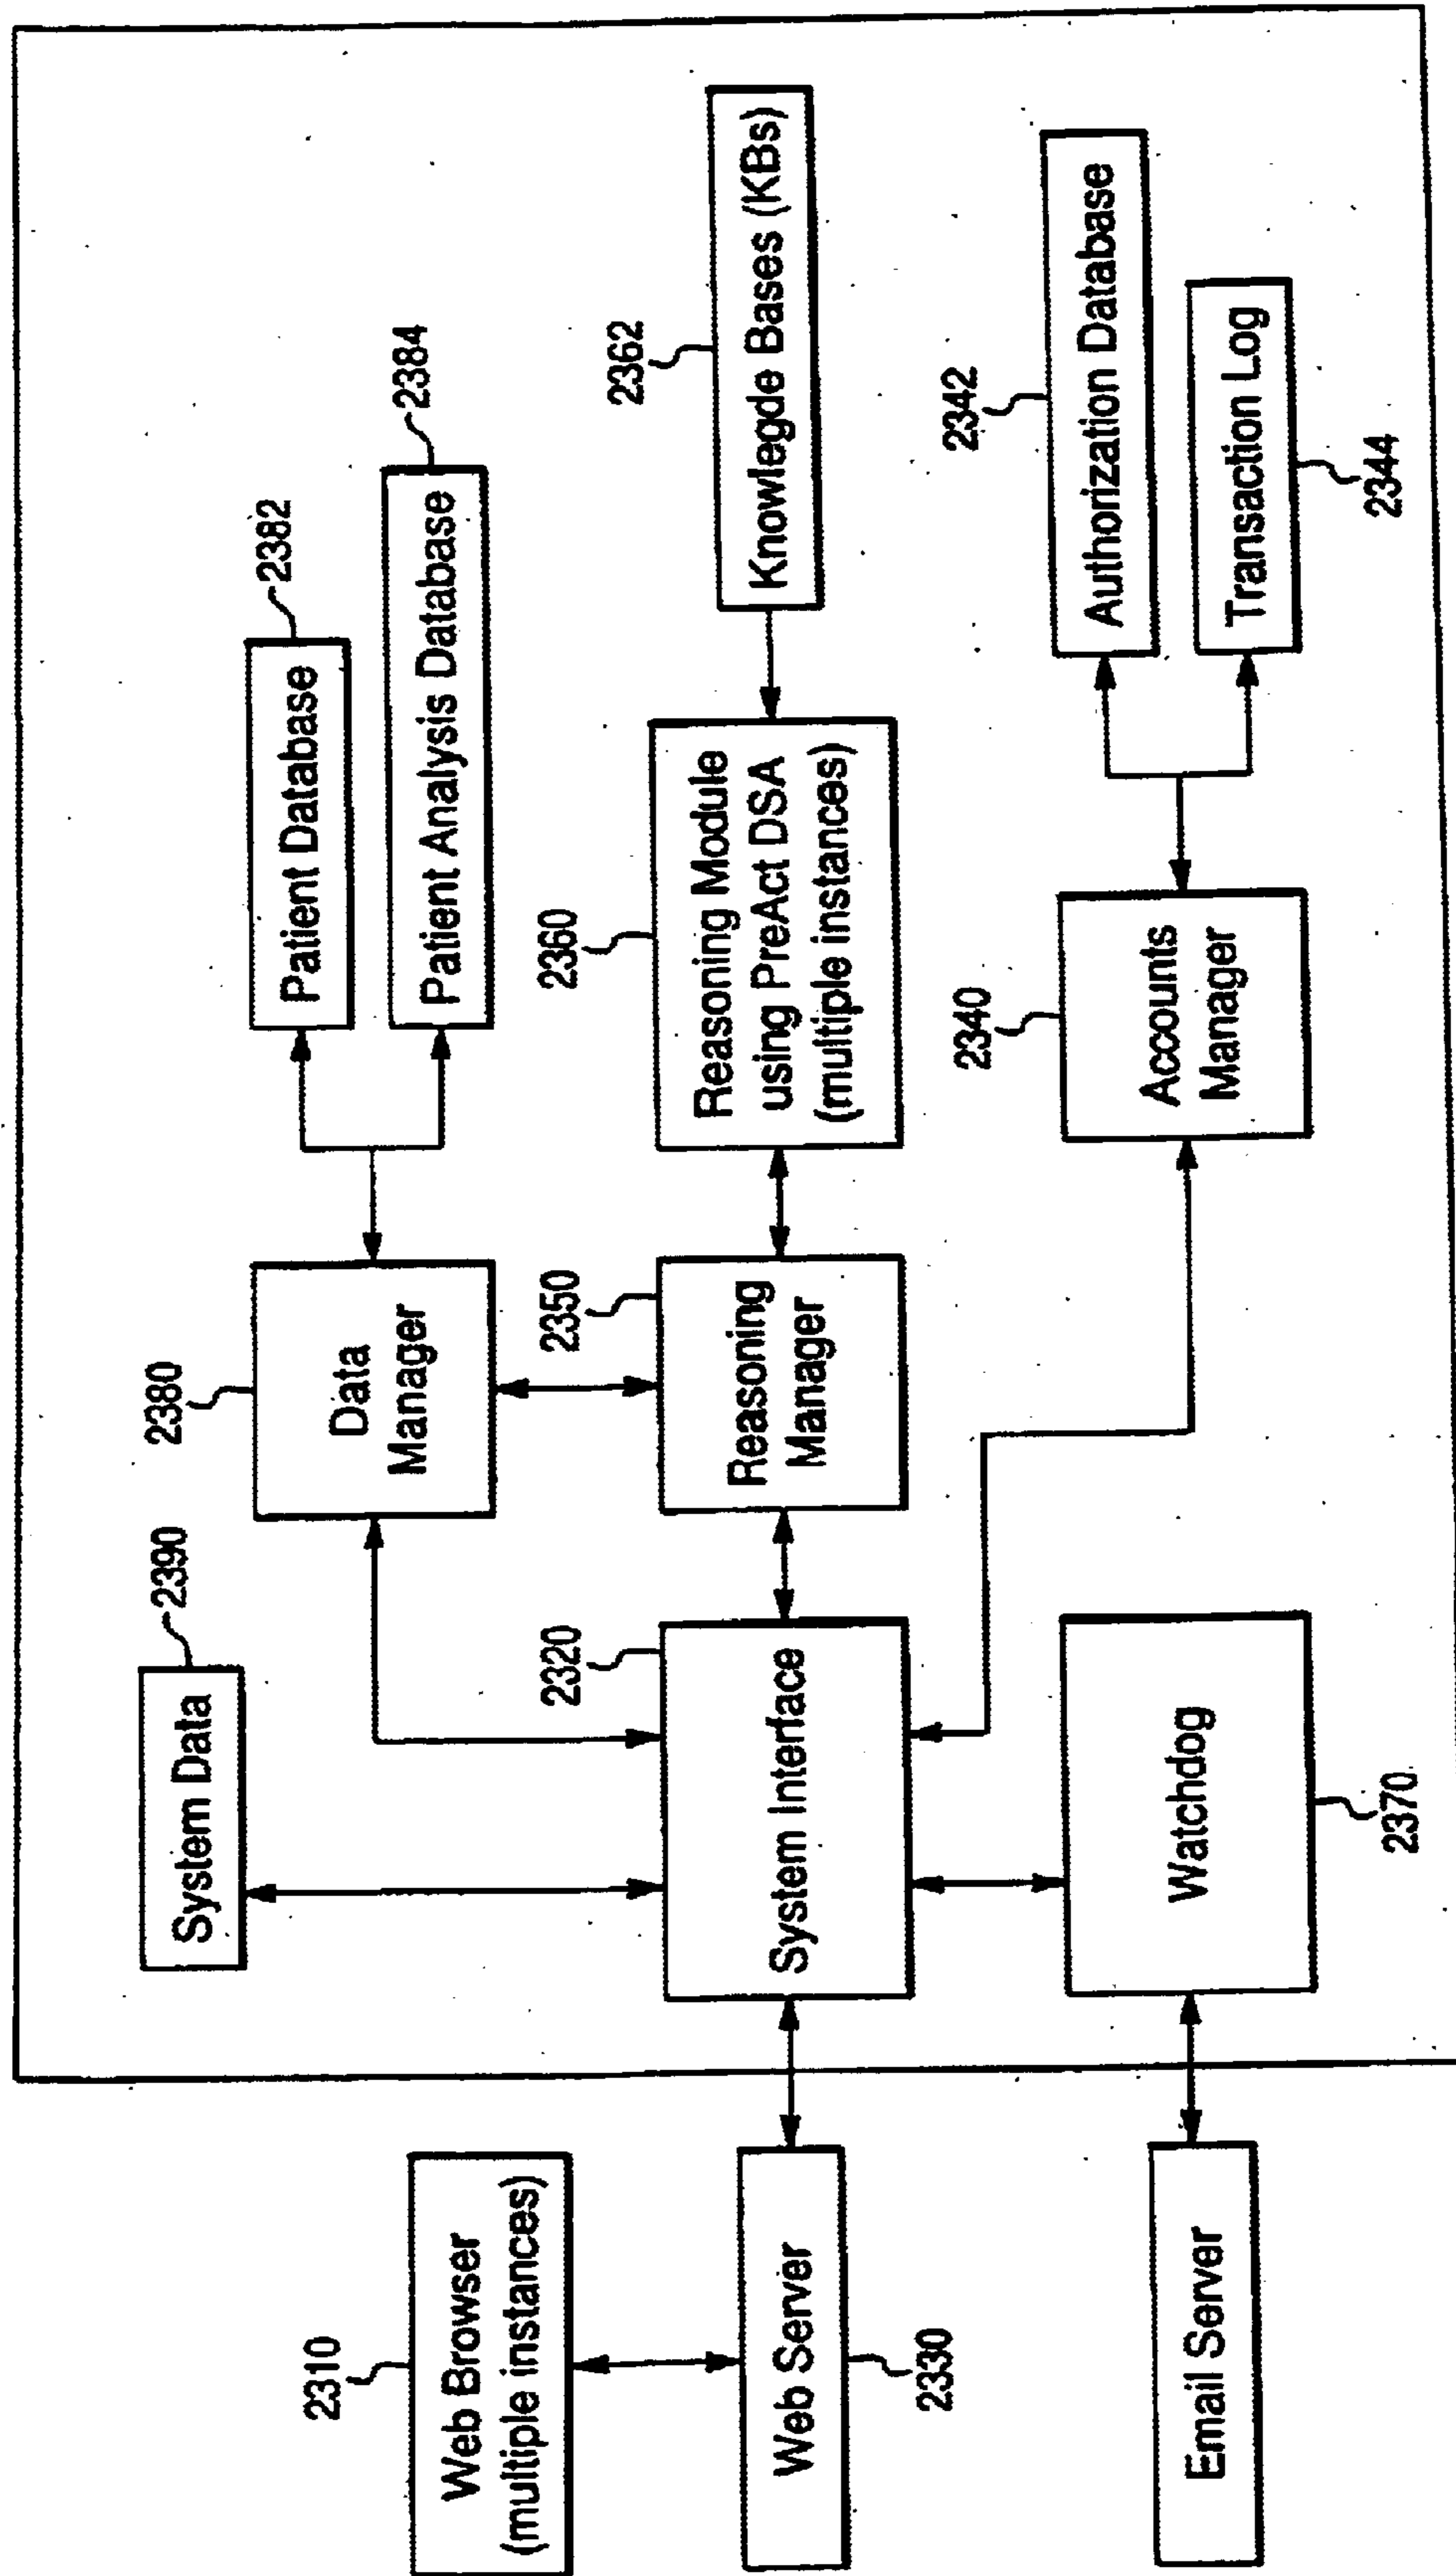 2390
System Data
2380
Data
Manager
2382
Patient Database
2384
Patient Analysis Database
2310
Web Browser
(multiple instances)
2320
System Interface
2350
Reasoning
Manager
2360
Reasoning Module
using PreAct DSA
(multiple instances)
2362
Knowlegde Bases (KBs)
Web Server
2330
2340
Accounts
Manager
2342
Authorization Database
Transaction Log
2344
Email Server
Watchdog
2370